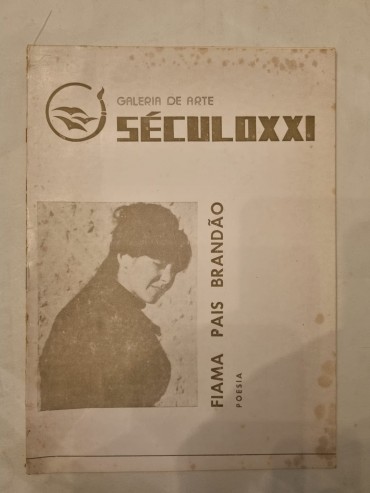 GALERIA DE ARTE
SÉCULOXXI
FIAMA PAIS BRANDÃO
POESIA